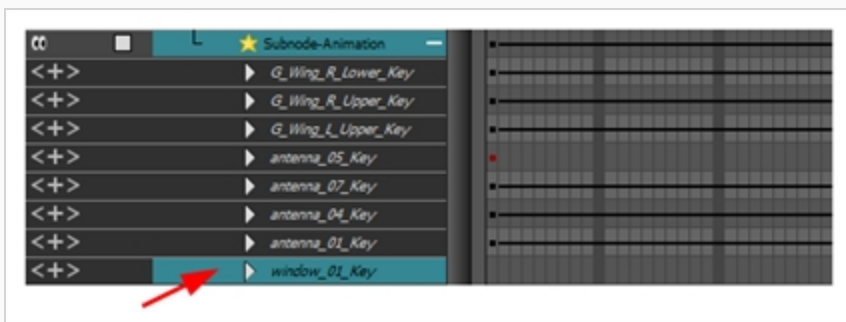 Subnode-Animation
<+> G_Wing_R_Lower_Key
<+> G_Wing_R_Upper_Key
<+> G_Wing_L_Upper_Key
<+> antenna_05_Key
<+> antenna_07_Key
<+> antenna_04_Key
<+> antenna_01_Key
<+> window_01_Key